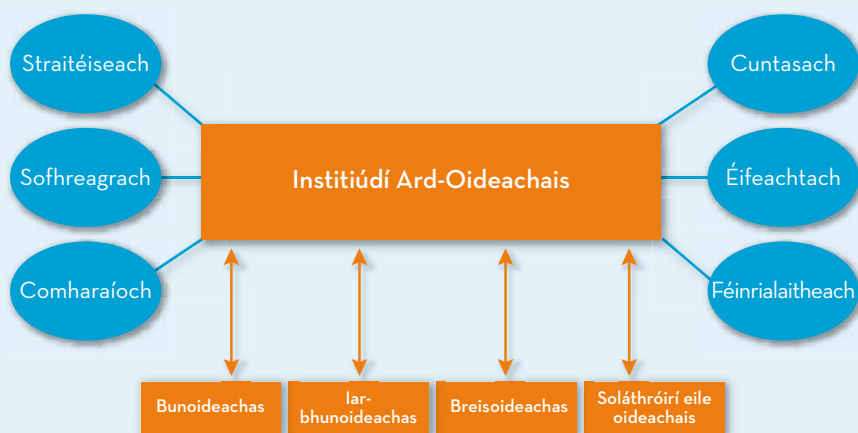 Straitéiseach
Cuntasach
Sofhreagrach
Institiúdí Ard-Oideachais
Éifeachtach
Comharaíoch
Féinrialaitheach
Bunoideachas
Iar-
bhunoideachas
Breisoideachas
Soláthróirí eile
oideachais